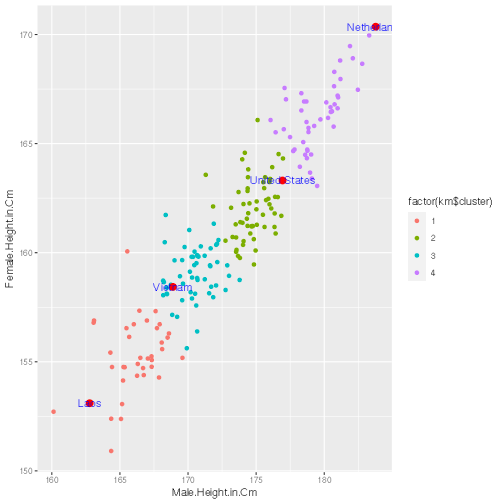 Netherlan
170
165
United States
factor(km$cluster)
1
2
3
4
160
Vietnam
155
Laos
150
160
165
170
175
180
Male.Height.in.Cm
Female.Height.in.Cm